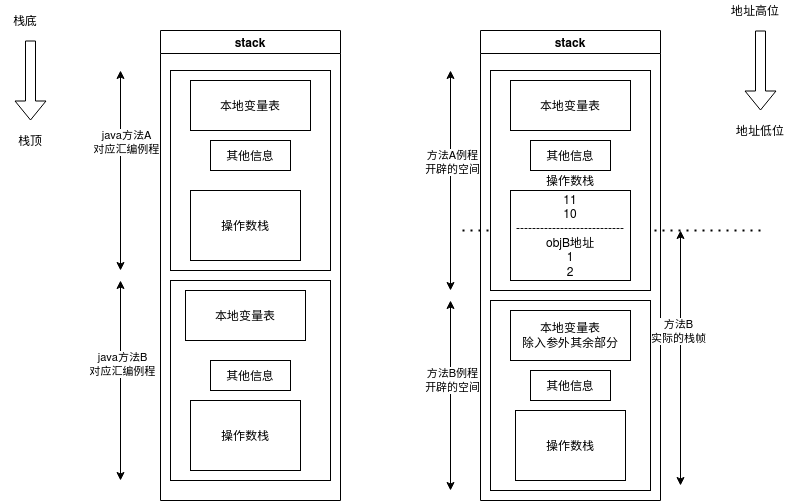 栈底
栈顶
stack
java方法A
对应汇编例程
本地变量表
其他信息
操作数栈
java方法B
对应汇编例程
本地变量表
其他信息
操作数栈
stack
地址高位
地址低位
方法A例程
开辟的空间
本地变量表
其他信息
操作数栈
11
10
objB地址
1
2
方法B例程
开辟的空间
本地变量表
除入参外其余部分
其他信息
操作数栈
方法B
实际的栈帧